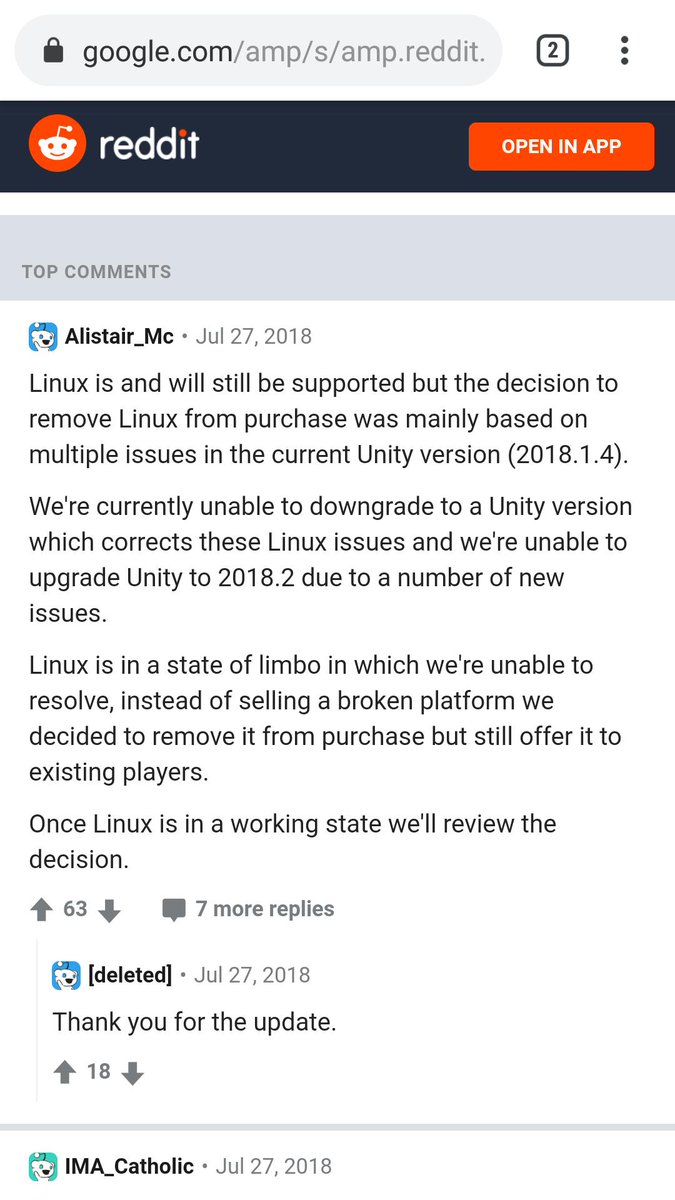 google.com/amp/s/amp.reddit.
2
reddit
OPEN IN APP
TOP COMMENTS
Alistair_Mc • Jul 27, 2018
Linux is and will still be supported but the decision to
remove Linux from purchase was mainly based on
multiple issues in the current Unity version (2018.1.4).
We're currently unable to downgrade to a Unity version
which corrects these Linux issues and we're unable to
upgrade Unity to 2018.2 due to a number of new
issues.
Linux is in a state of limbo in which we're unable to
resolve, instead of selling a broken platform we
decided to remove it from purchase but still offer it to
existing players.
Once Linux is in a working state we'll review the
decision.
63 7 more replies
[deleted] • Jul 27, 2018
Thank you for the update.
18
IMA_Catholic • Jul 27, 2018